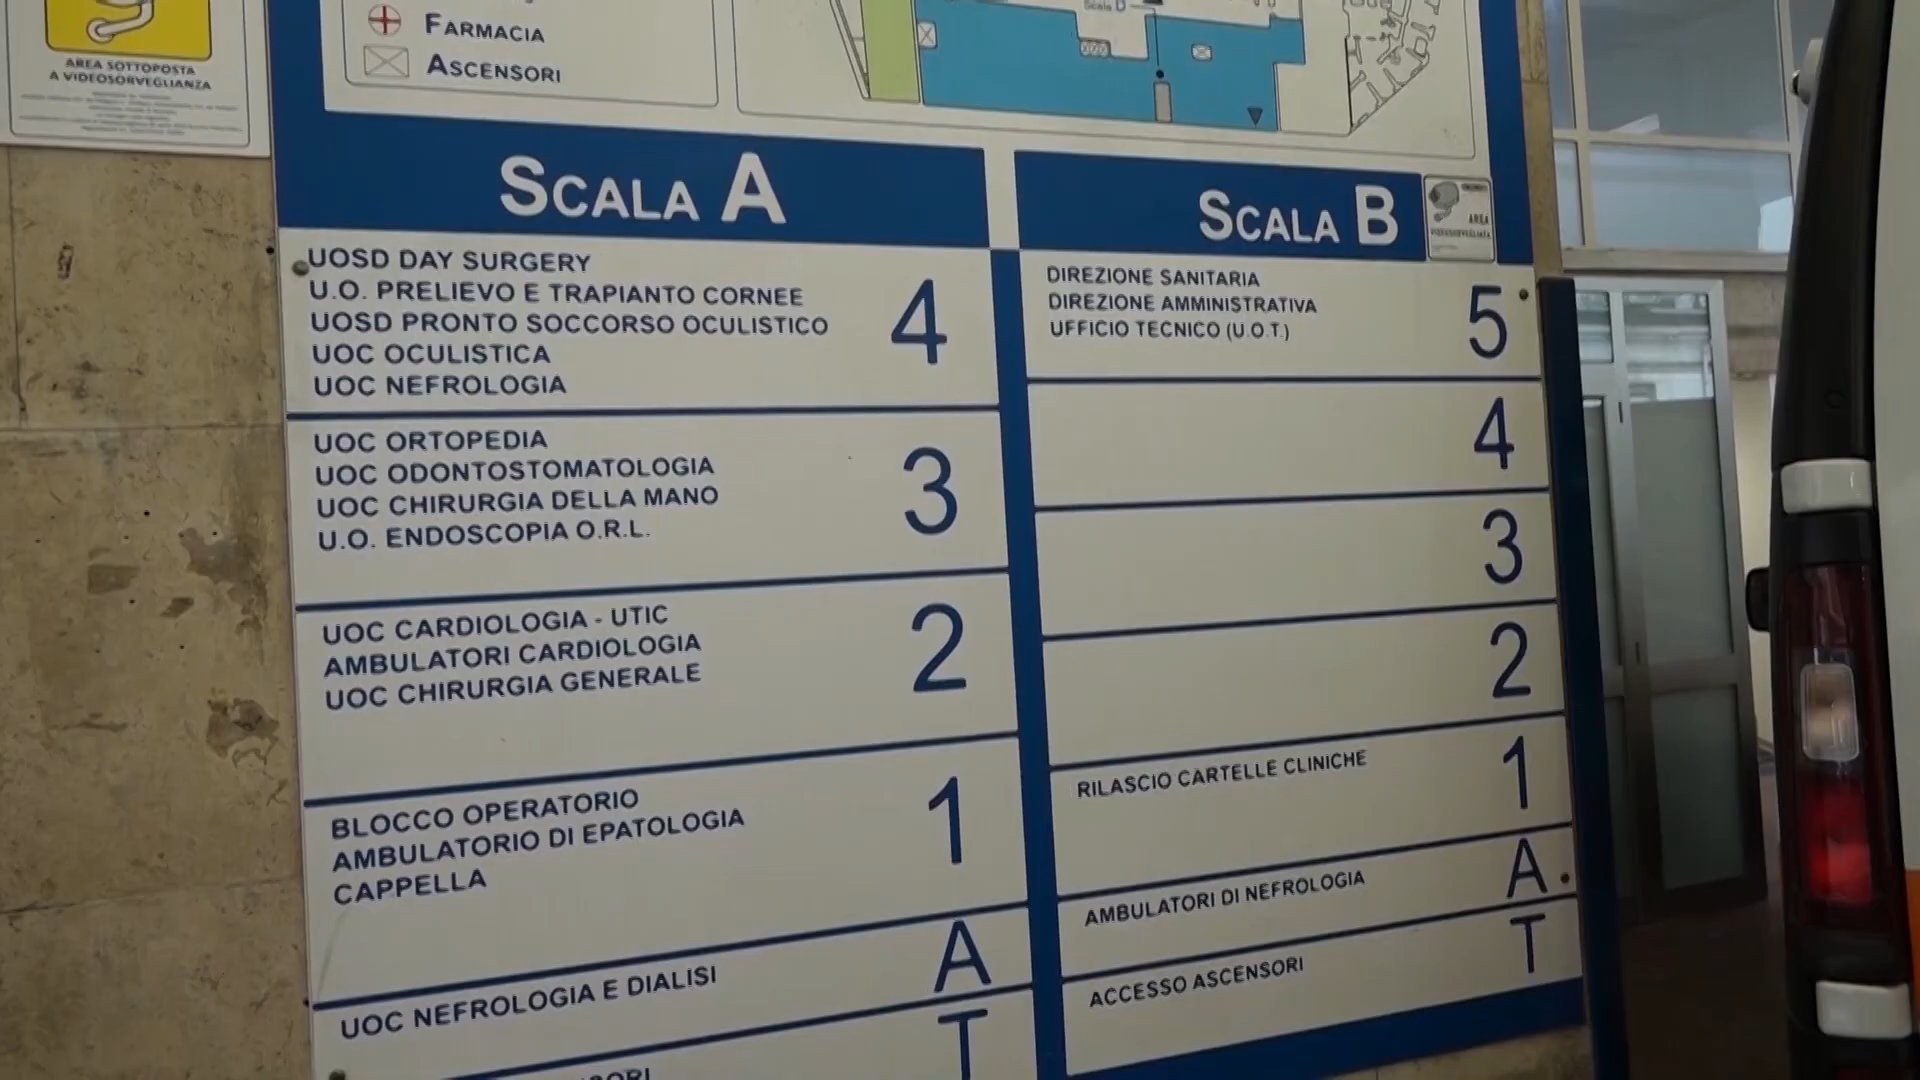 FARMACIA
ASCENSORI
AREA SOTTOPOSTA
A VIDEOSORVEGLIANZA
SCALA A
UOSD DAY SURGERY
U.O. PRELIEVO E TRAPIANTO CORNEE
UOSD PRONTO SOCCORSO OCULISTICO
UOC OCULISTICA
UOC NEFROLOGIA
4
UOC ORTOPEDIA
UOC ODONTOSTOMATOLOGIA
UOC CHIRURGIA DELLA MANO
U.O. ENDOSCOPIA O.R.L.
3
UOC CARDIOLOGIA - UTIC
AMBULATORI CARDIOLOGIA
UOC CHIRURGIA GENERALE
2
BLOCCO OPERATORIO
AMBULATORIO DI EPATOLOGIA
CAPPELLA
1
UOC NEFROLOGIA E DIALISI
A
T
SCALA B
AREA
VIDEOSORVEGLIATA
DIREZIONE SANITARIA
DIREZIONE AMMINISTRATIVA
UFFICIO TECNICO (U.O.T.)
5
4
3
2
RILASCIO CARTELLE CLINICHE
1
AMBULATORI DI NEFROLOGIA
A
ACCESSO ASCENSORI
T